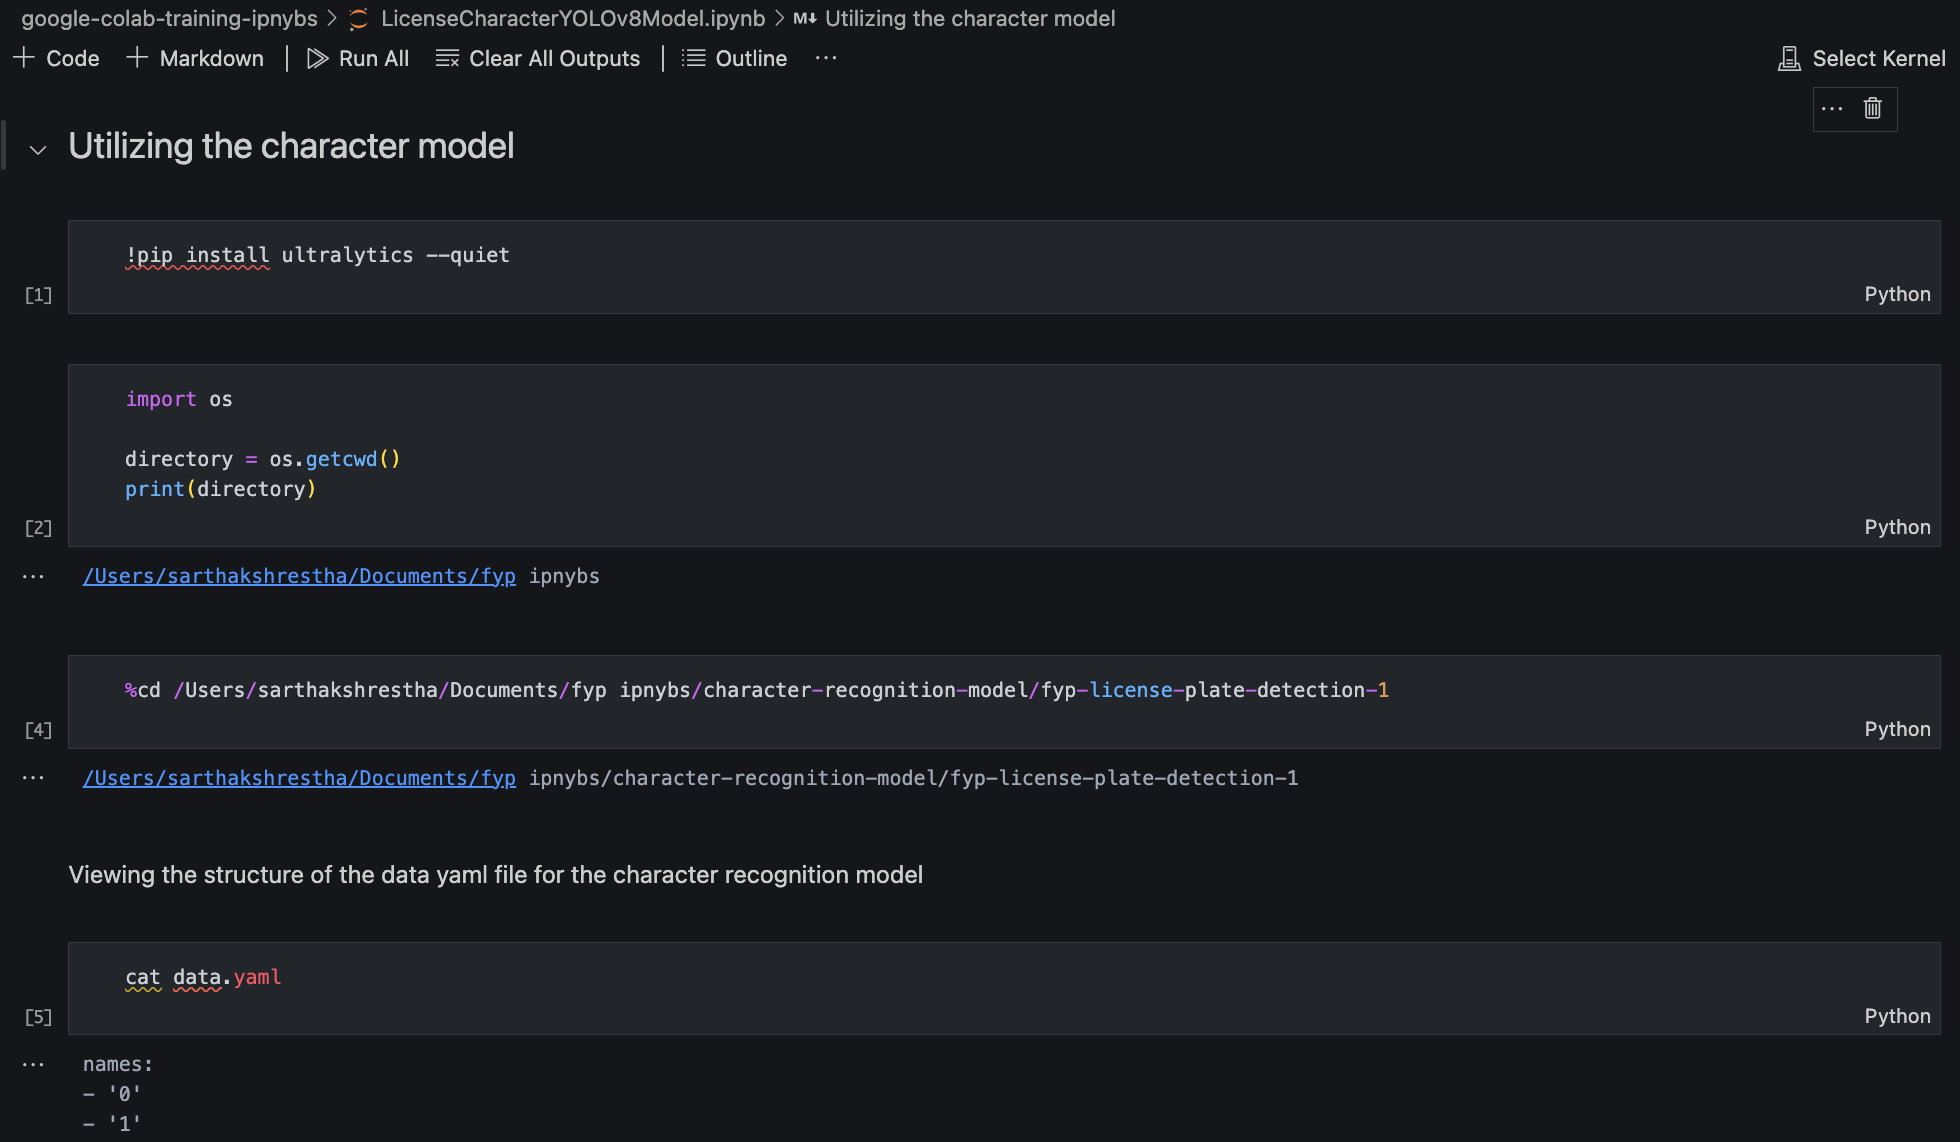 google-colab-training-ipnybs > LicenseCharacterYOLOv8Model.ipynb > M↓ Utilizing the character model
+ Code + Markdown | Run All Clear All Outputs | Outline ...
Select Kernel
...
Utilizing the character model
!pip install ultralytics --quiet
[1]
Python
import os
directory = os.getcwd()
print(directory)
[2]
Python
... /Users/sarthakshrestha/Documents/fyp ipnybs
%cd /Users/sarthakshrestha/Documents/fyp ipnybs/character-recognition-model/fyp-license-plate-detection-1
[4]
Python
... /Users/sarthakshrestha/Documents/fyp ipnybs/character-recognition-model/fyp-license-plate-detection-1
Viewing the structure of the data yaml file for the character recognition model
cat data.yaml
[5]
Python
... names:
- '0'
- '1'